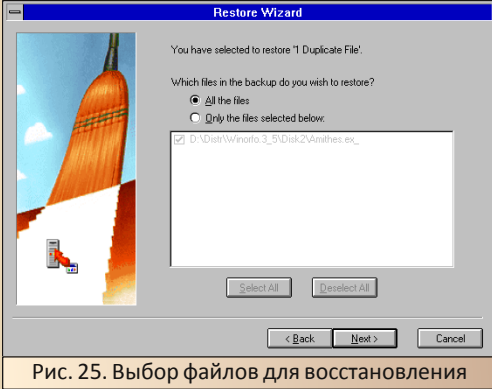 Restore Wizard
You have selected to restore '1 Duplicate File'.
Which files in the backup do you wish to restore?
All the files
Only the files selected below:
D:\Distr\Winorfo.3_5\Disk2\Amithes.ex_
Select All Deselect All
< Back Next > Cancel
Рис. 25. Выбор файлов для восстановления